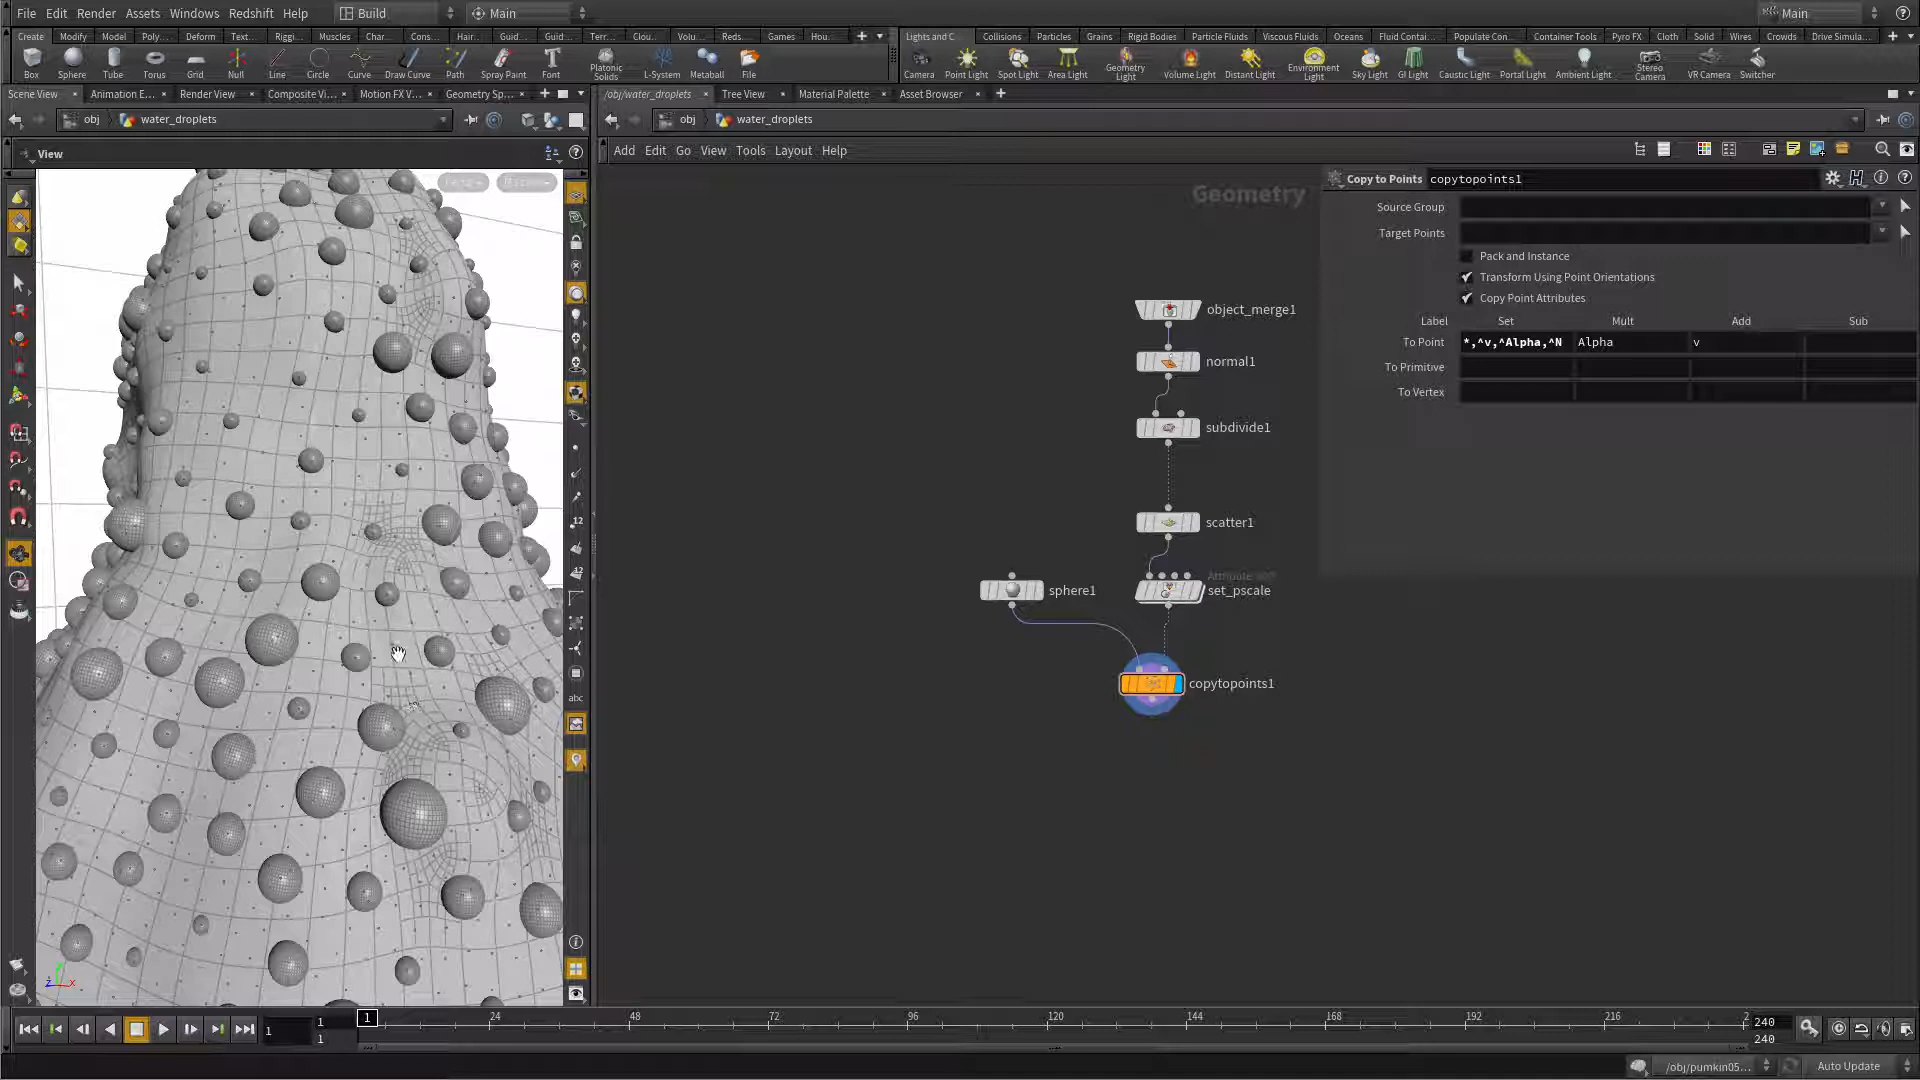 File Edit Render Assets Windows Redshift Help Build Main Main
Create Modify Model Poly... Deform Text... Riggi... Muscles Char... Cons... Hair... Guid... Guid... Terr... Clou... Volu... Reds... Games Hou...
Lights and C... Collisions Particles Grains Rigid Bodies Particle Fluids Viscous Fluids Oceans Fluid Contai... Populate Con... Container Tools Pyro FX Cloth Solid Wires Crowds Drive Simula...
Box Sphere Tube Torus Grid Null Line Circle Curve Draw Curve Path Spray Paint Font Platonic Solids L-System Metaball File
Camera Point Light Spot Light Area Light Geometry Light Volume Light Distant Light Environment Light Sky Light GI Light Caustic Light Portal Light Ambient Light Stereo Camera VR Camera Switcher
Scene View Animation E... Render View Composite Vi... Motion FX V... Geometry Sp...
/obj/water_droplets Tree View Material Palette Asset Browser
obj water_droplets
obj water_droplets
View
Add Edit Go View Tools Layout Help
Geometry
object_merge1
normal1
subdivide1
scatter1
sphere1
set_pscale
copytopoints1
Copy to Points copytopoints1
Source Group
Target Points
Pack and Instance
Transform Using Point Orientations
Copy Point Attributes
Label Set Mult Add Sub
To Point *,^v,^Alpha,^N Alpha v
To Primitive
To Vertex
12
12
abc
z y x
1 1 1 1 24 48 72 96 120 144 168 192 216 2 240
240
/obj/pumkin05... Auto Update